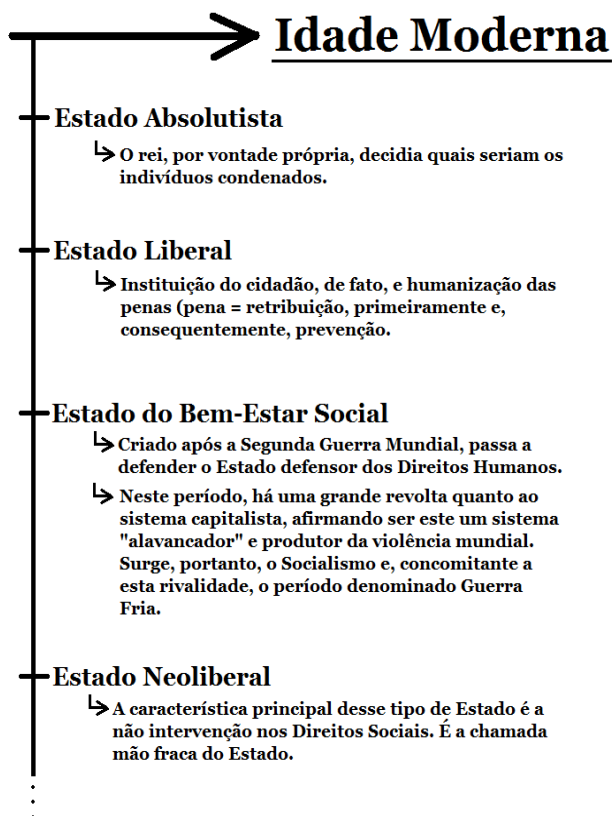 Idade Moderna
Estado Absolutista
O rei, por vontade própria, decidia quais seriam os
indivíduos condenados.
Estado Liberal
Instituição do cidadão, de fato, e humanização das
penas (pena = retribuição, primeiramente e,
consequentemente, prevenção.
Estado do Bem-Estar Social
Criado após a Segunda Guerra Mundial, passa a
defender o Estado defensor dos Direitos Humanos.
Neste período, há uma grande revolta quanto ao
sistema capitalista, afirmando ser este um sistema
"alavancador" e produtor da violência mundial.
Surge, portanto, o Socialismo e, concomitante a
esta rivalidade, o período denominado Guerra
Fria.
Estado Neoliberal
A característica principal desse tipo de Estado é a
não intervenção nos Direitos Sociais. É a chamada
mão fraca do Estado.